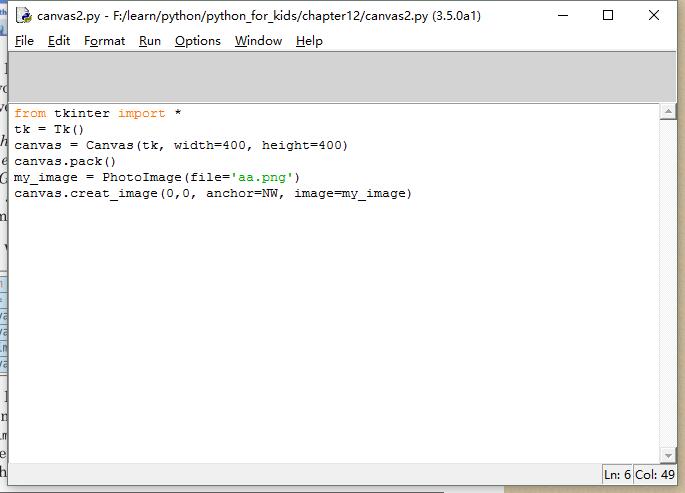 canvas2.py - F:/learn/python/python_for_kids/chapter12/canvas2.py (3.5.0a1)
File Edit Format Run Options Window Help
from tkinter import *
tk = Tk()
canvas = Canvas(tk, width=400, height=400)
canvas.pack()
my_image = PhotoImage(file='aa.png')
canvas.creat_image(0,0, anchor=NW, image=my_image)
Ln: 6 Col: 49